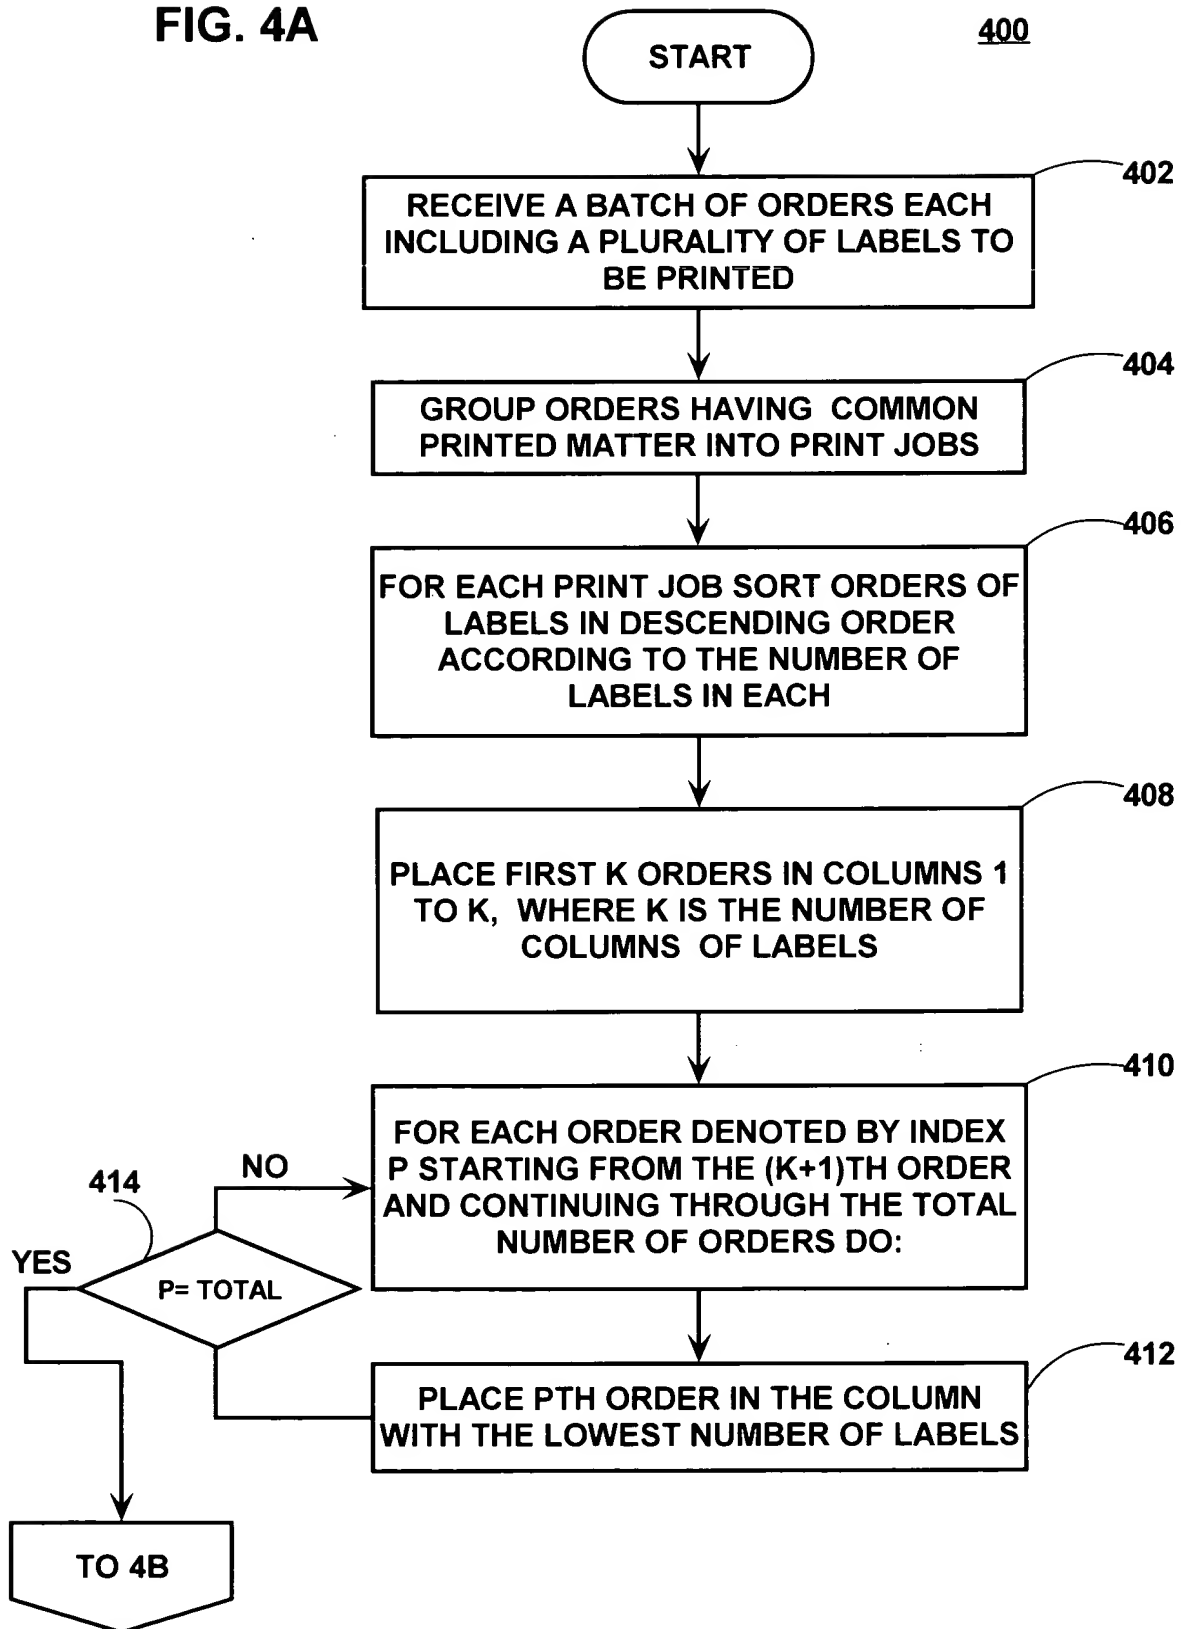 FIG. 4A
400
START
402
RECEIVE A BATCH OF ORDERS EACH
INCLUDING A PLURALITY OF LABELS TO
BE PRINTED
404
GROUP ORDERS HAVING COMMON
PRINTED MATTER INTO PRINT JOBS
406
FOR EACH PRINT JOB SORT ORDERS OF
LABELS IN DESCENDING ORDER
ACCORDING TO THE NUMBER OF
LABELS IN EACH
408
PLACE FIRST K ORDERS IN COLUMNS 1
TO K, WHERE K IS THE NUMBER OF
COLUMNS OF LABELS
410
FOR EACH ORDER DENOTED BY INDEX
P STARTING FROM THE (K+1)TH ORDER
AND CONTINUING THROUGH THE TOTAL
NUMBER OF ORDERS DO:
414
NO
YES
P= TOTAL
412
PLACE PTH ORDER IN THE COLUMN
WITH THE LOWEST NUMBER OF LABELS
TO 4B